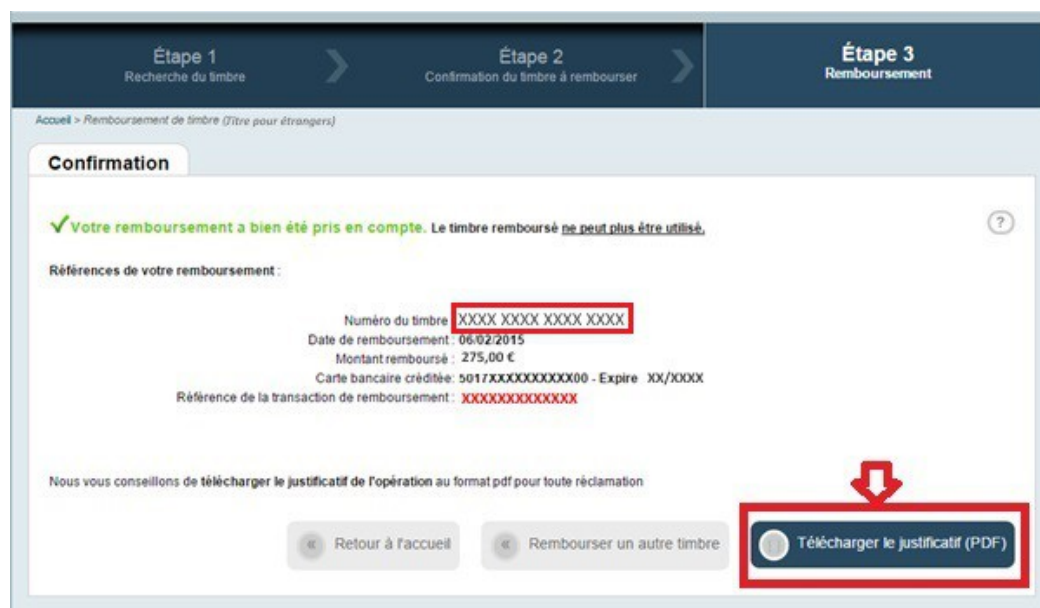 Étape 1
Recherche du timbre
Étape 2
Confirmation du timbre à rembourser
Étape 3
Remboursement
Accueil > Remboursement de timbre (Titre pour étrangers)
Confirmation
Votre remboursement a bien été pris en compte. Le timbre remboursé ne peut plus être utilisé.
?
Références de votre remboursement :
Numéro du timbre XXXX XXXX XXXX XXXX
Date de remboursement : 06/02/2015
Montant remboursé : 275,00 €
Carte bancaire créditée: 5017XXXXXXXXXX00 - Expire XX/XXXX
Référence de la transaction de remboursement : XXXXXXXXXXXXX
Nous vous conseillons de télécharger le justificatif de l'opération au format pdf pour toute réclamation
« Retour à l'accueil
« Rembourser un autre timbre
Télécharger le justificatif (PDF)